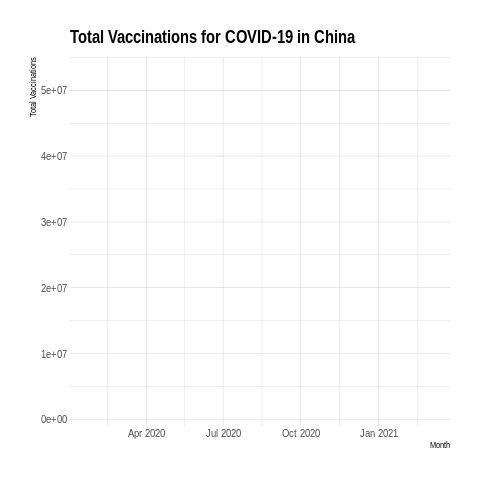 Total Vaccinations for COVID-19 in China
Total Vaccinations
5e+07
4e+07
3e+07
2e+07
1e+07
0e+00
Apr 2020 Jul 2020 Oct 2020 Jan 2021
Month